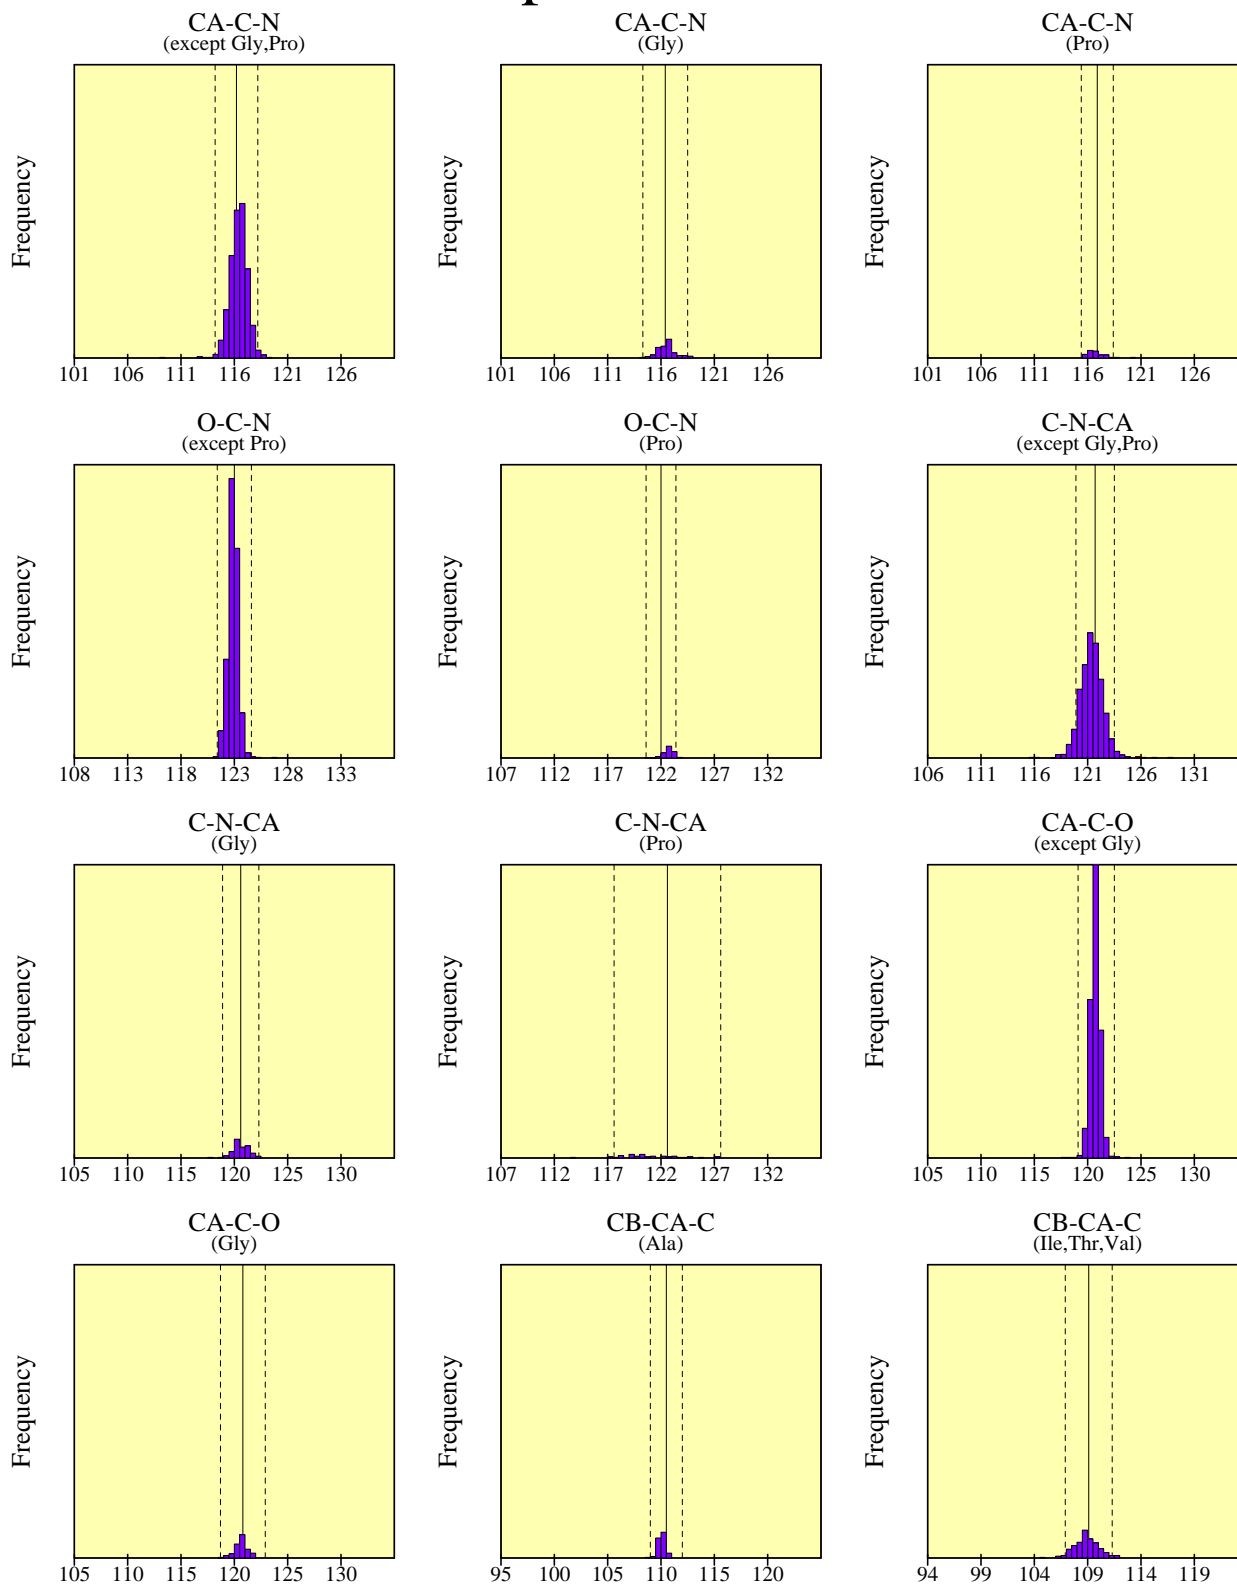 CA-C-N
(except Gly,Pro)
CA-C-N
(Gly)
CA-C-N
(Pro)
Frequency
Frequency
Frequency
101 106 111 116 121 126
101 106 111 116 121 126
101 106 111 116 121 126
O-C-N
(except Pro)
O-C-N
(Pro)
C-N-CA
(except Gly,Pro)
Frequency
Frequency
Frequency
108 113 118 123 128 133
107 112 117 122 127 132
106 111 116 121 126 131
C-N-CA
(Gly)
C-N-CA
(Pro)
CA-C-O
(except Gly)
Frequency
Frequency
Frequency
105 110 115 120 125 130
107 112 117 122 127 132
105 110 115 120 125 130
CA-C-O
(Gly)
CB-CA-C
(Ala)
CB-CA-C
(Ile,Thr,Val)
Frequency
Frequency
Frequency
105 110 115 120 125 130
95 100 105 110 115 120
94 99 104 109 114 119